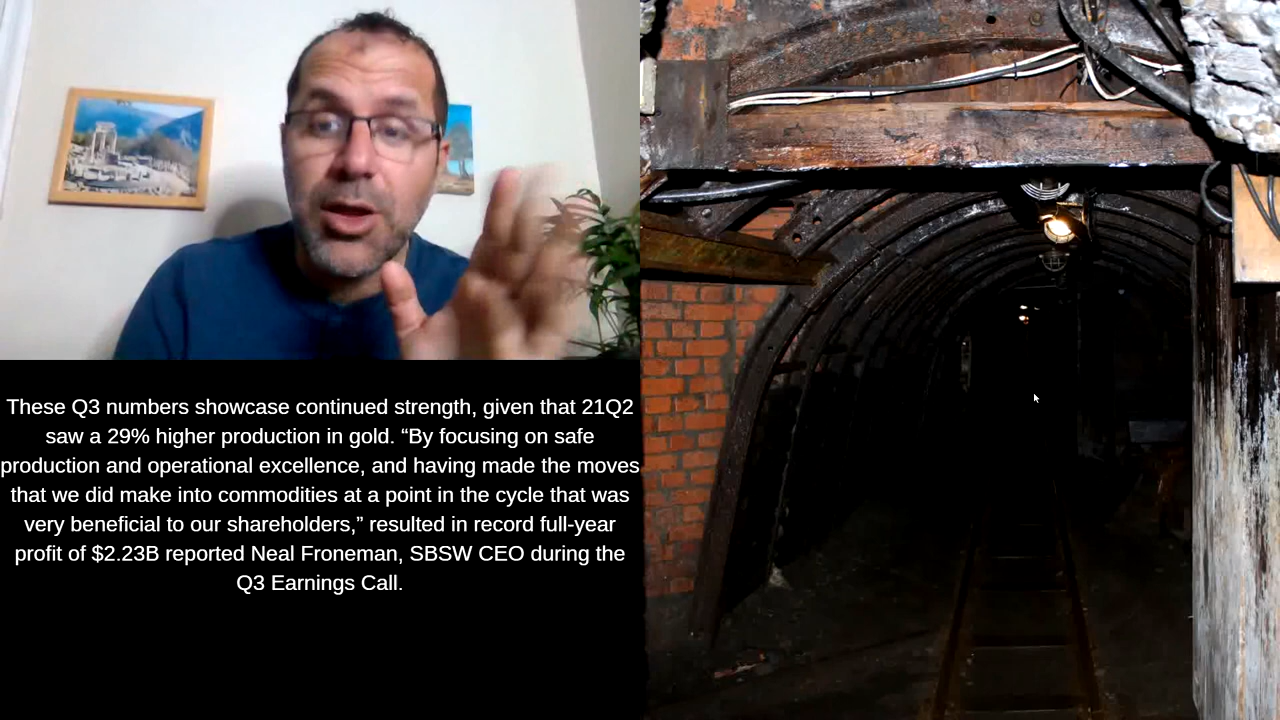 These Q3 numbers showcase continued strength, given that 21Q2
saw a 29% higher production in gold. “By focusing on safe
production and operational excellence, and having made the moves
that we did make into commodities at a point in the cycle that was
very beneficial to our shareholders,” resulted in record full-year
profit of $2.23B reported Neal Froneman, SBSW CEO during the
Q3 Earnings Call.